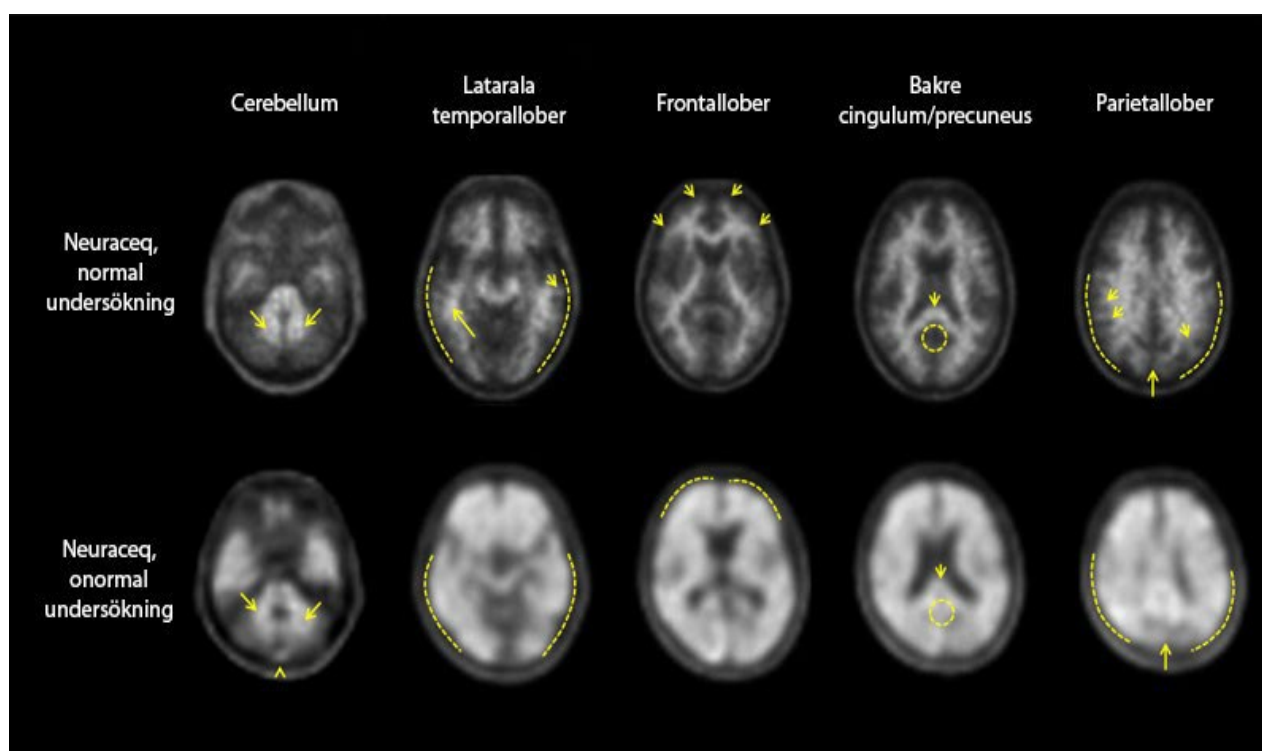 Cerebellum
Latarala
temporallober
Frontallober
Bakre
cingulum/precuneus
Parietallober
Neuraceq,
normal
undersökning
Neuraceq,
onormal
undersökning